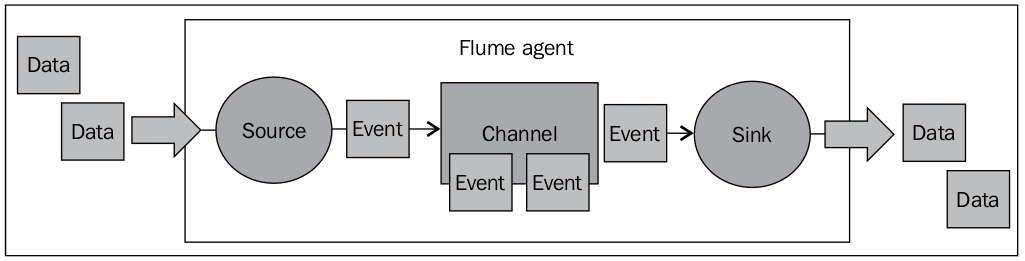 Flume agent
Data
Data
Source
Event
Channel
Event
Event
Event
Sink
Data
Data